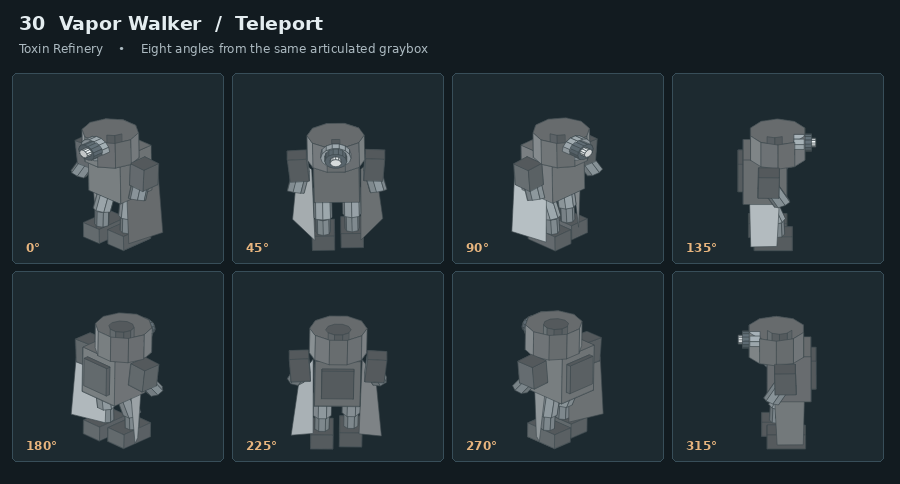 30 Vapor Walker / Teleport
Toxin Refinery • Eight angles from the same articulated graybox
0° 45° 90° 135°
180° 225° 270° 315°